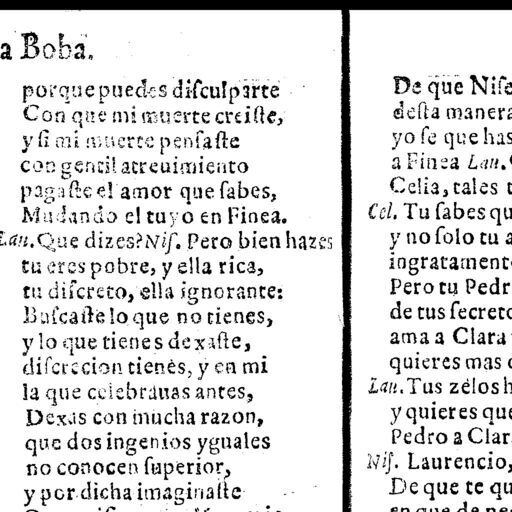 a Boba.
porque puedes disculparte
Con que mi muerte creiste,
y si mi muerte pensaste
con gentil atreuimiento
pagaste el amor que sabes,
Mudando el tuyo en Finea.
Lau. Que dizes? Nis. Pero bien hazes
tu eres pobre, y ella rica,
tu discreto, ella ignorante:
Buscaste lo que no tienes,
y lo que tienes dexaste,
discrecion tienes, y en mi
la que celebrauas antes,
Dexas con mucha razon,
que dos ingenios yguales
no conocen superior,
y por dicha imaginaste
De que Nise
desta manera
yo se que has
a Finea Lau.
Celia, tales
Cel. Tu sabes qu
y no solo tu a
ingratament
Pero tu Pedr
de tus secreto
ama a Clara
quieres mas
Lau. Tus zelos h
y quieres que
Pedro a Clar
Nis. Laurencio,
De que te qu